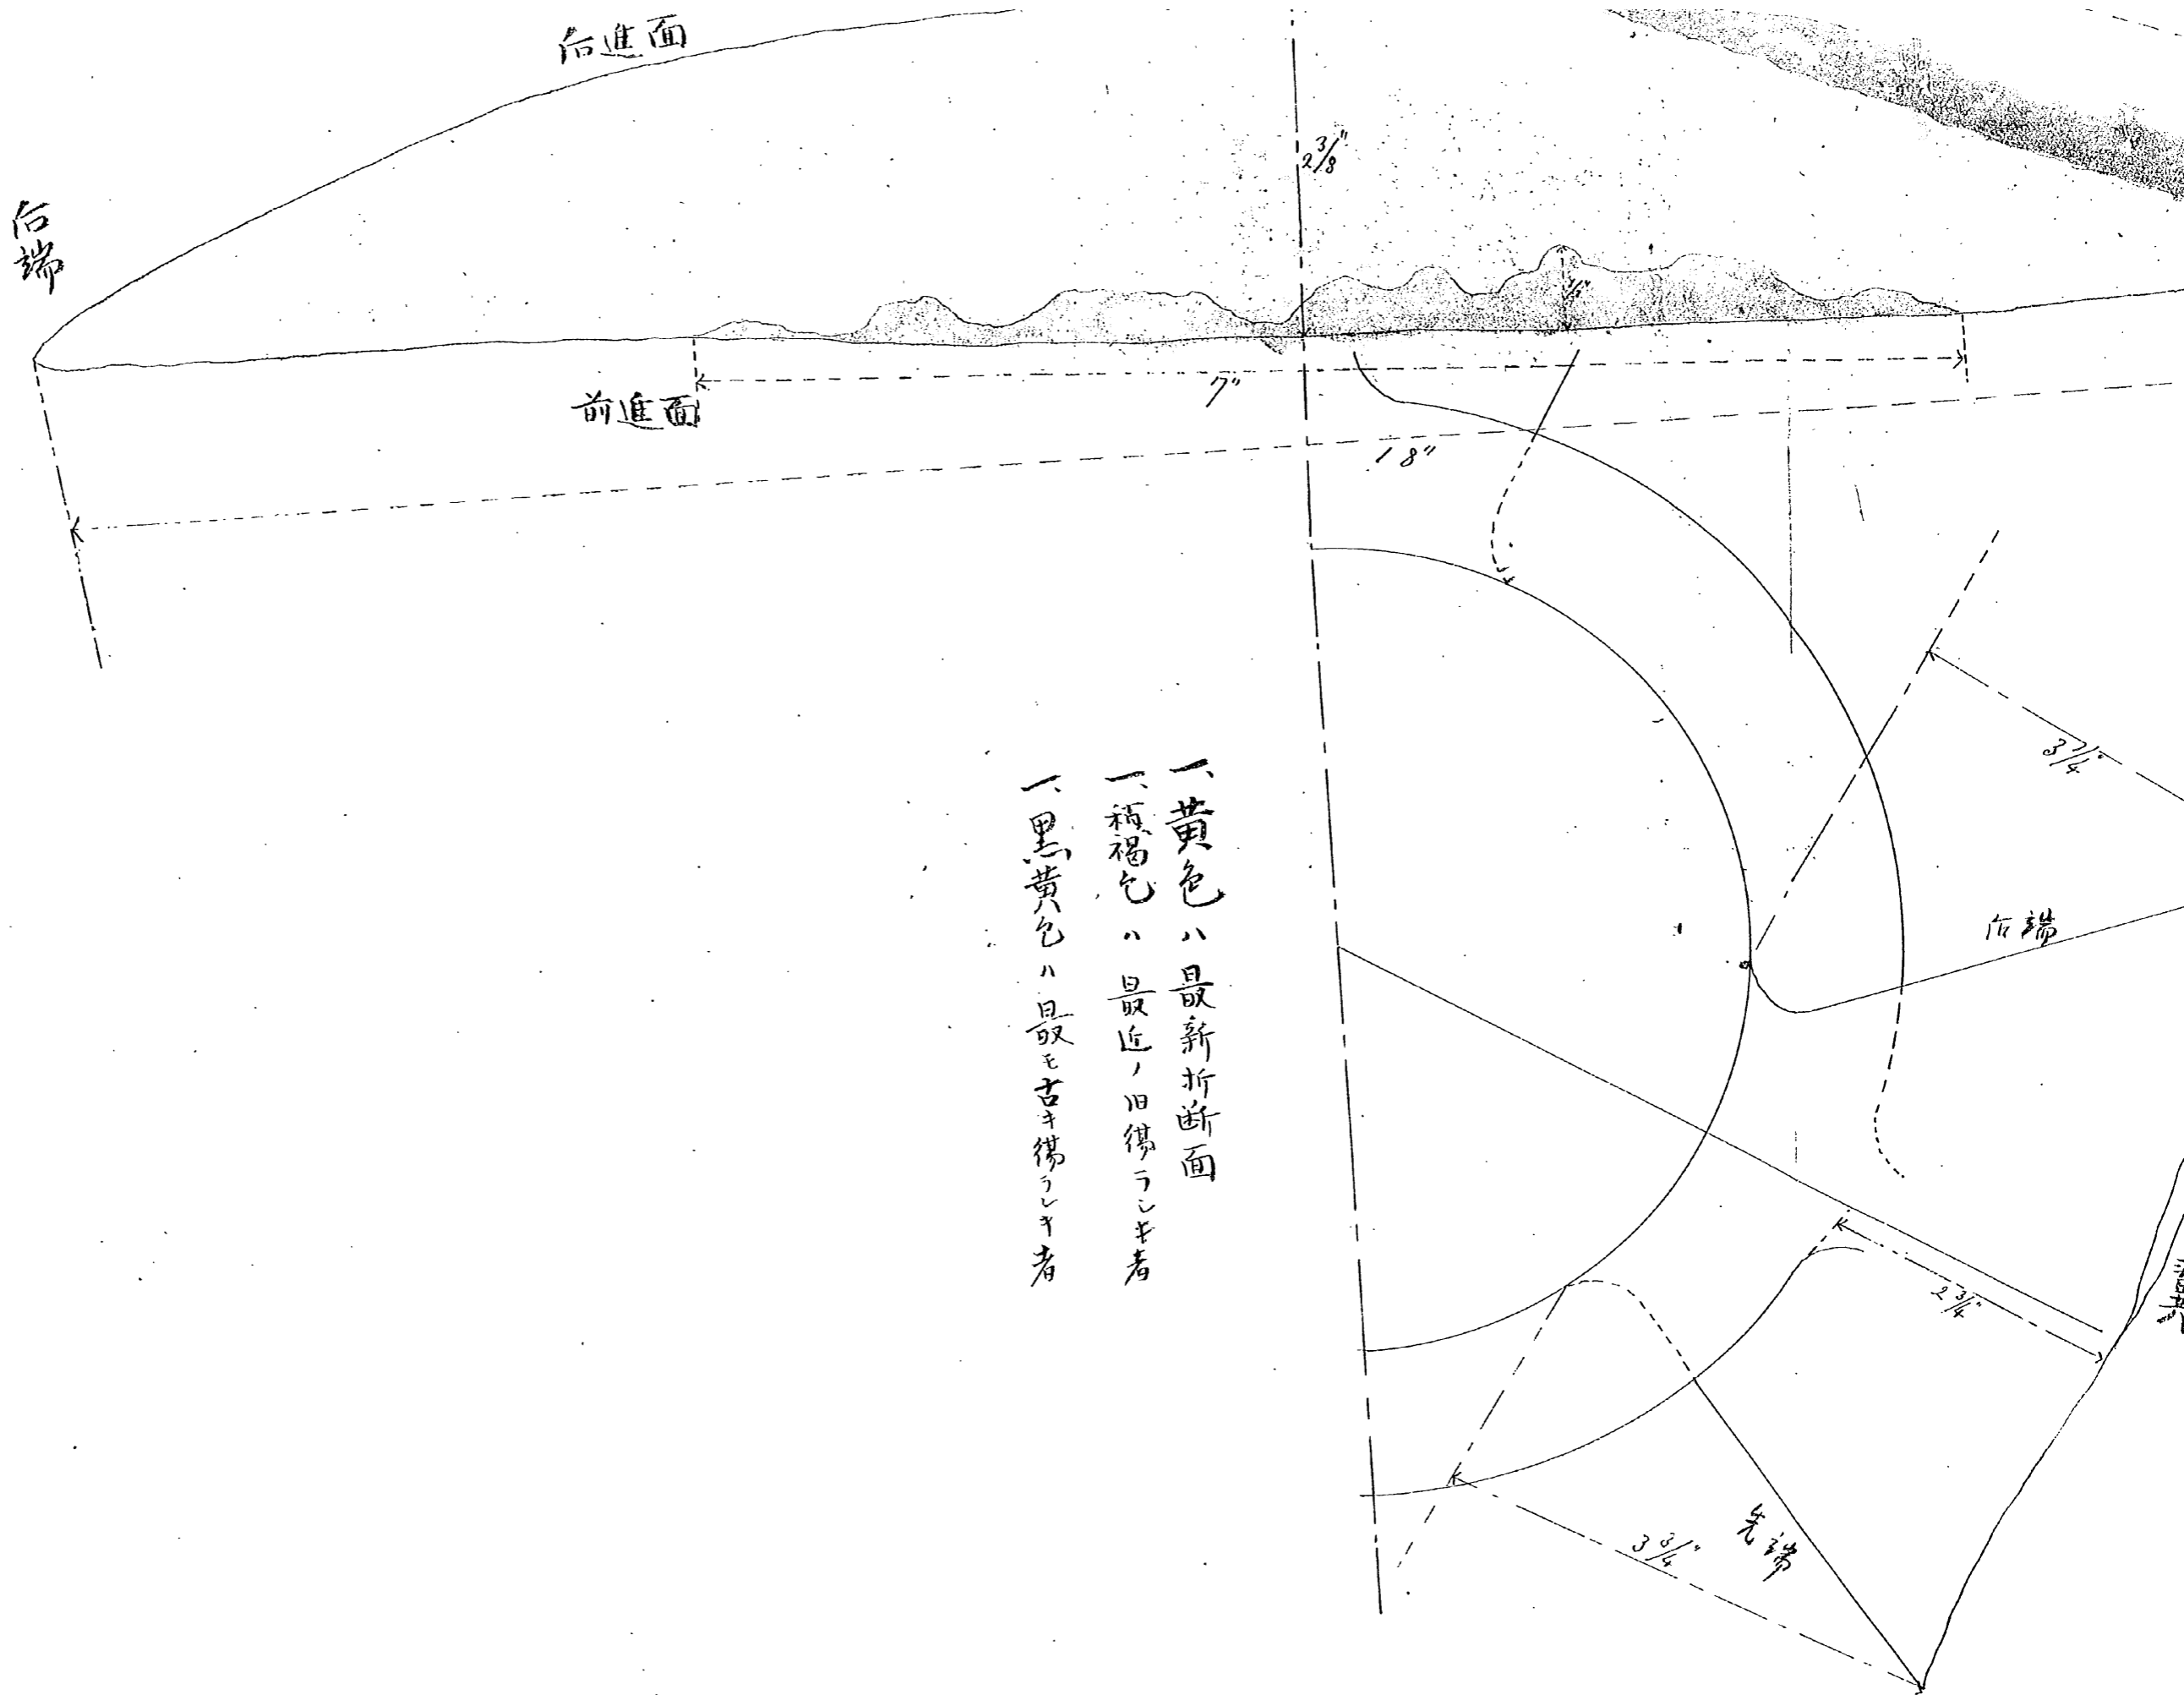 后進面
2 3/8"
后端
7"
前進面
18"
3 1/4"
后端
一、黄色ハ最新折断面
一、稍褐色ハ最近ノ旧傷ラシキ者
一、黒黄色ハ最モ古キ傷ラシキ者
2 3/4"
3 3/4"
先端